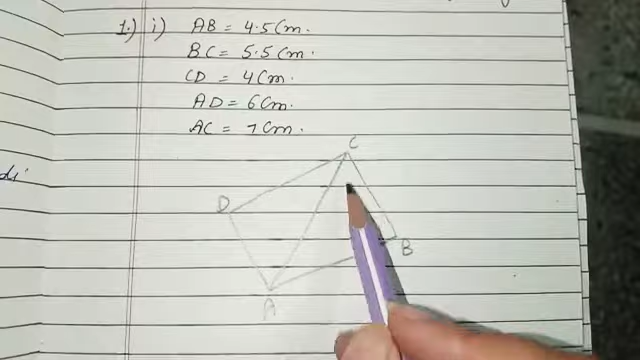 1.) i) AB = 4.5 Cm.
BC = 5.5 Cm.
CD = 4 Cm.
AD = 6 Cm.
AC = 7 Cm.
C
D
B
A